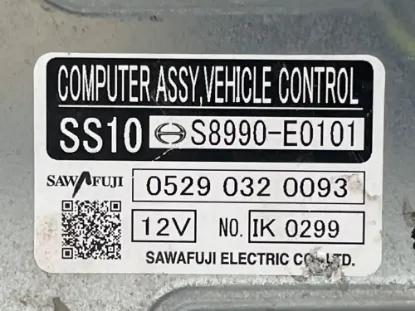 COMPUTER ASSY,VEHICLE CONTROL
SS10 S8990-E0101
SAWAFUJI 0529 032 0093
12V NO. IK 0299
SAWAFUJI ELECTRIC CO.,LTD.